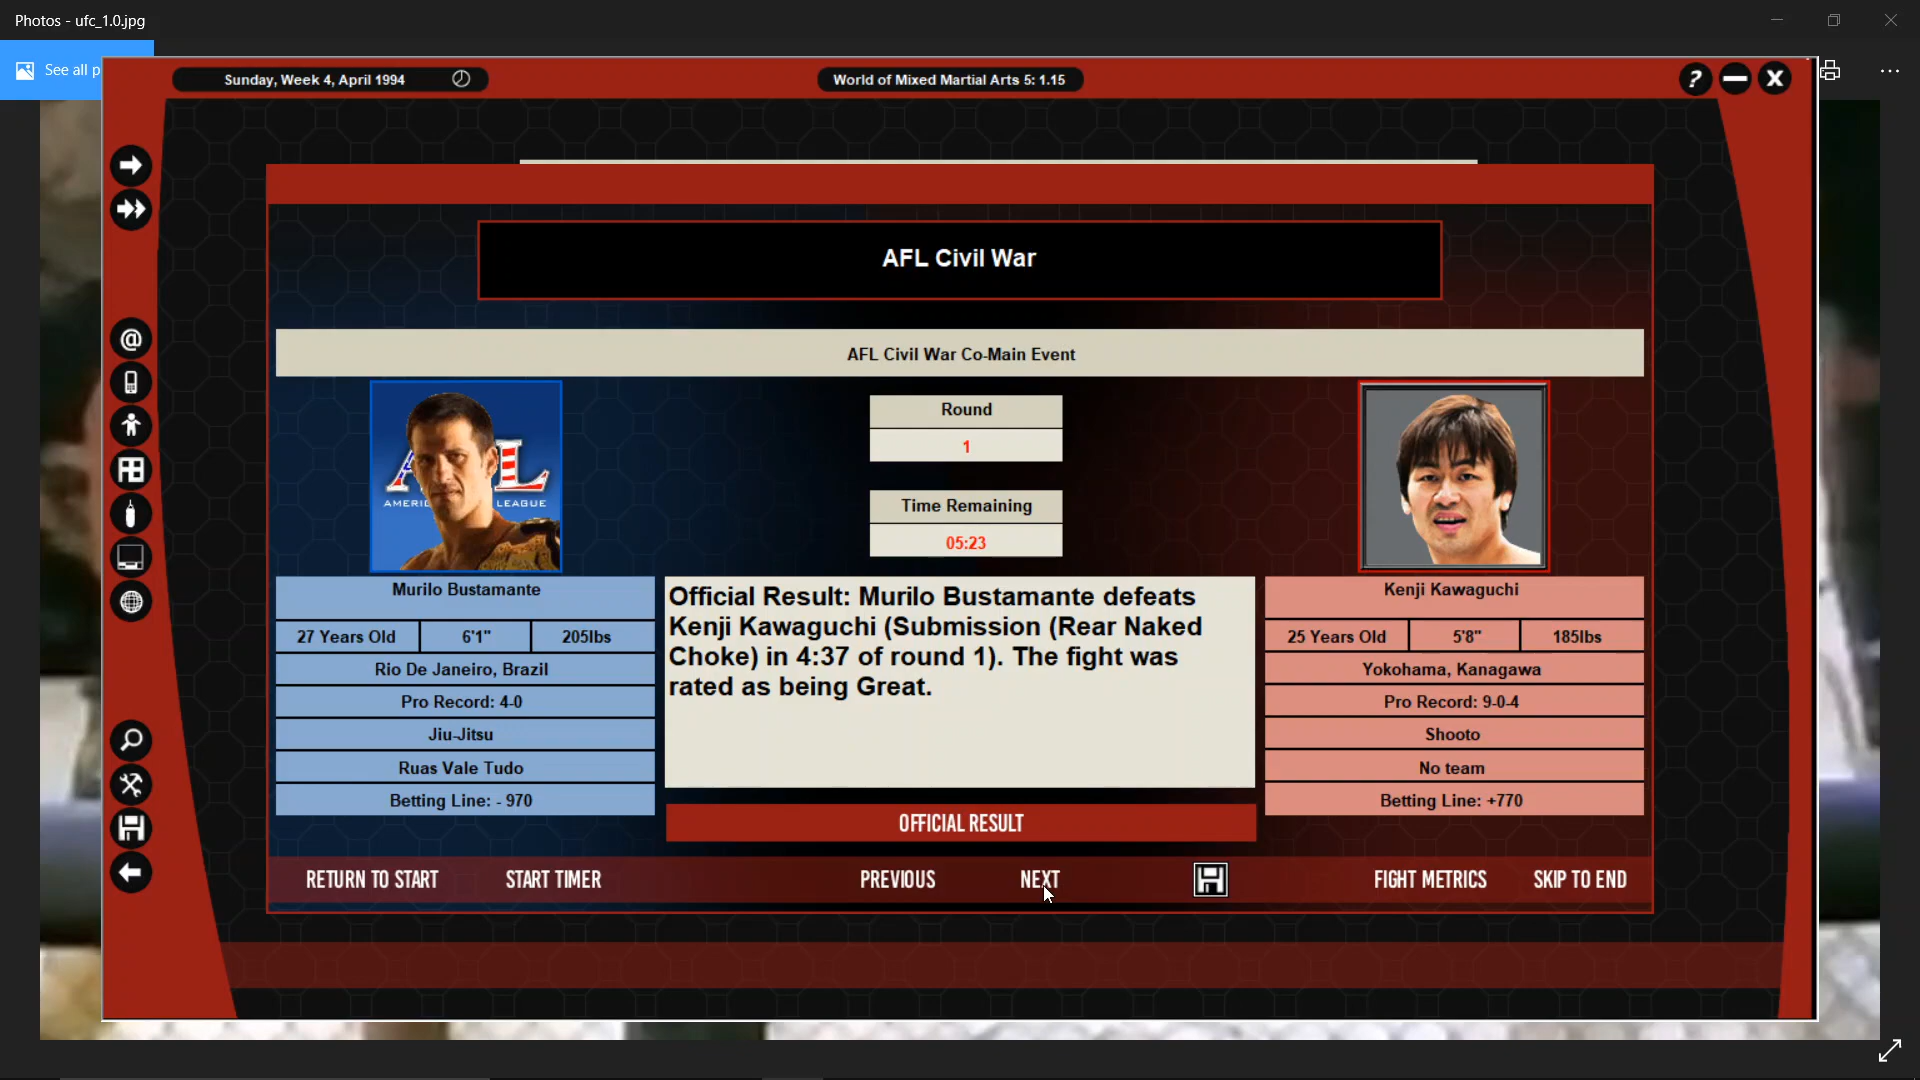 Photos - ufc_1.0.jpg
See all p
Sunday, Week 4, April 1994
World of Mixed Martial Arts 5: 1.15
?
X
@
AFL Civil War
AFL Civil War Co-Main Event
Round
1
Time Remaining
05:23
AMERI LEAGUE
Murilo Bustamante
27 Years Old 6'1" 205lbs
Rio De Janeiro, Brazil
Pro Record: 4-0
Jiu-Jitsu
Ruas Vale Tudo
Betting Line: - 970
Official Result: Murilo Bustamante defeats
Kenji Kawaguchi (Submission (Rear Naked
Choke) in 4:37 of round 1). The fight was
rated as being Great.
OFFICIAL RESULT
Kenji Kawaguchi
25 Years Old 5'8" 185lbs
Yokohama, Kanagawa
Pro Record: 9-0-4
Shooto
No team
Betting Line: +770
RETURN TO START START TIMER PREVIOUS NEXT FIGHT METRICS SKIP TO END